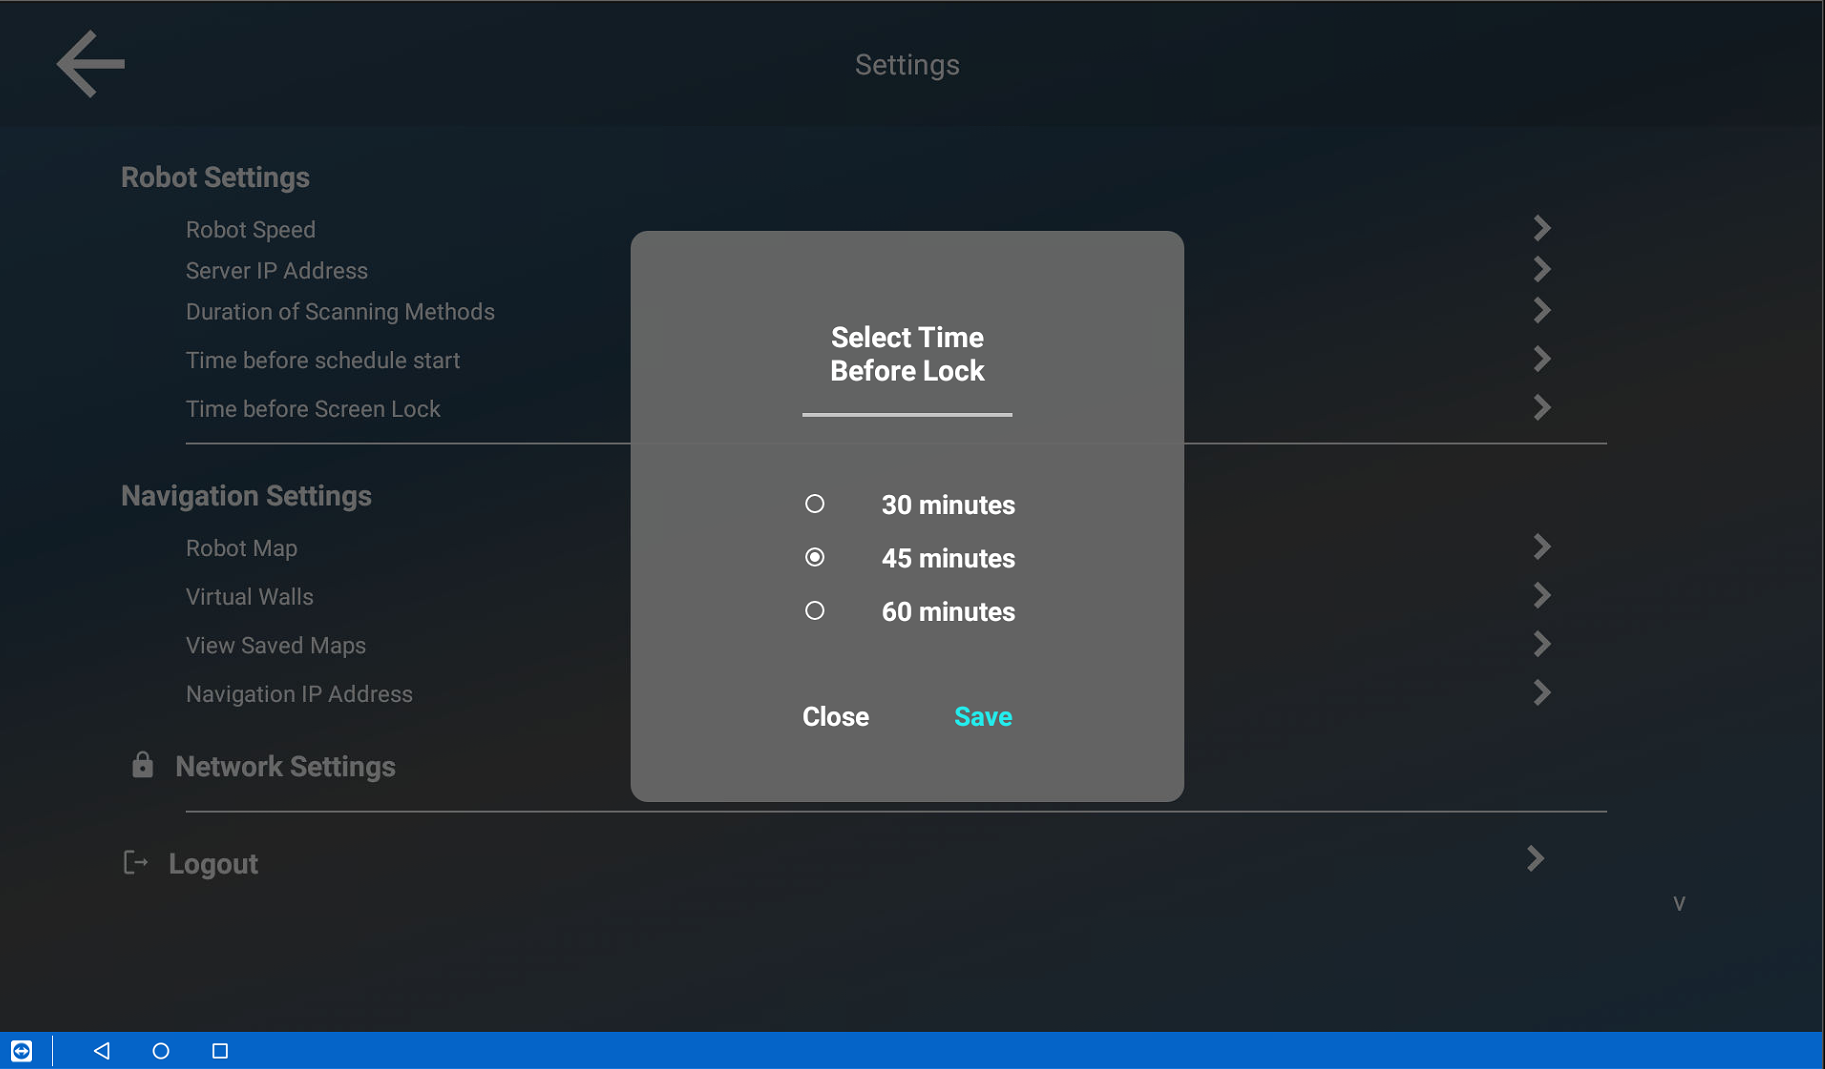 Settings
Robot Settings
Robot Speed
Server IP Address
Duration of Scanning Methods
Time before schedule start
Time before Screen Lock
Navigation Settings
Robot Map
Virtual Walls
View Saved Maps
Navigation IP Address
Network Settings
Logout
v
Select Time
Before Lock
30 minutes
45 minutes
60 minutes
Close
Save